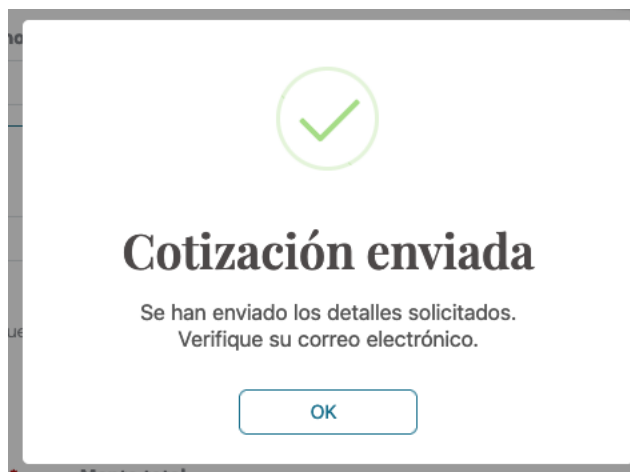 Cotización enviada
Se han enviado los detalles solicitados.
Verifique su correo electrónico.
OK